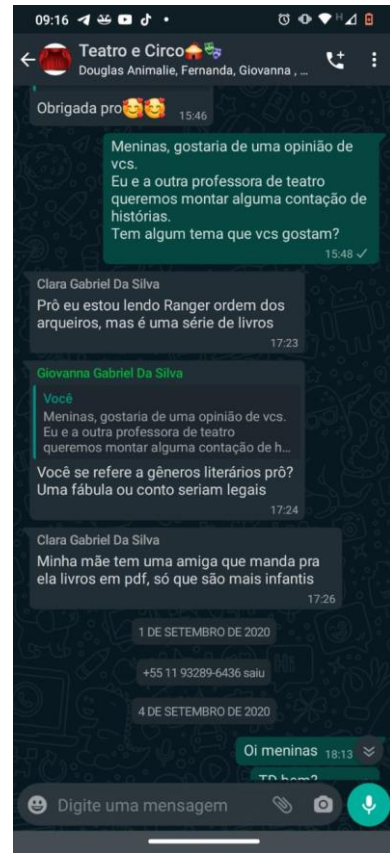 09:16
Teatro e Circo🎪🎭
Douglas Animalie, Fernanda, Giovanna , ...
Obrigada pro🥰🥰
15:46
Meninas, gostaria de uma opinião de
vcs.
Eu e a outra professora de teatro
queremos montar alguma contação de
histórias.
Tem algum tema que vcs gostam?
15:48
Clara Gabriel Da Silva
Prô eu estou lendo Ranger ordem dos
arqueiros, mas é uma série de livros
17:23
Giovanna Gabriel Da Silva
Você
Meninas, gostaria de uma opinião de vcs.
Eu e a outra professora de teatro
queremos montar alguma contação de h...
Você se refere a gêneros literários prô?
Uma fábula ou conto seriam legais
17:24
Clara Gabriel Da Silva
Minha mãe tem uma amiga que manda pra
ela livros em pdf, só que são mais infantis
17:26
1 DE SETEMBRO DE 2020
+55 11 93289-6436 saiu
4 DE SETEMBRO DE 2020
Oi meninas 18:13
TD bem?
Digite uma mensagem